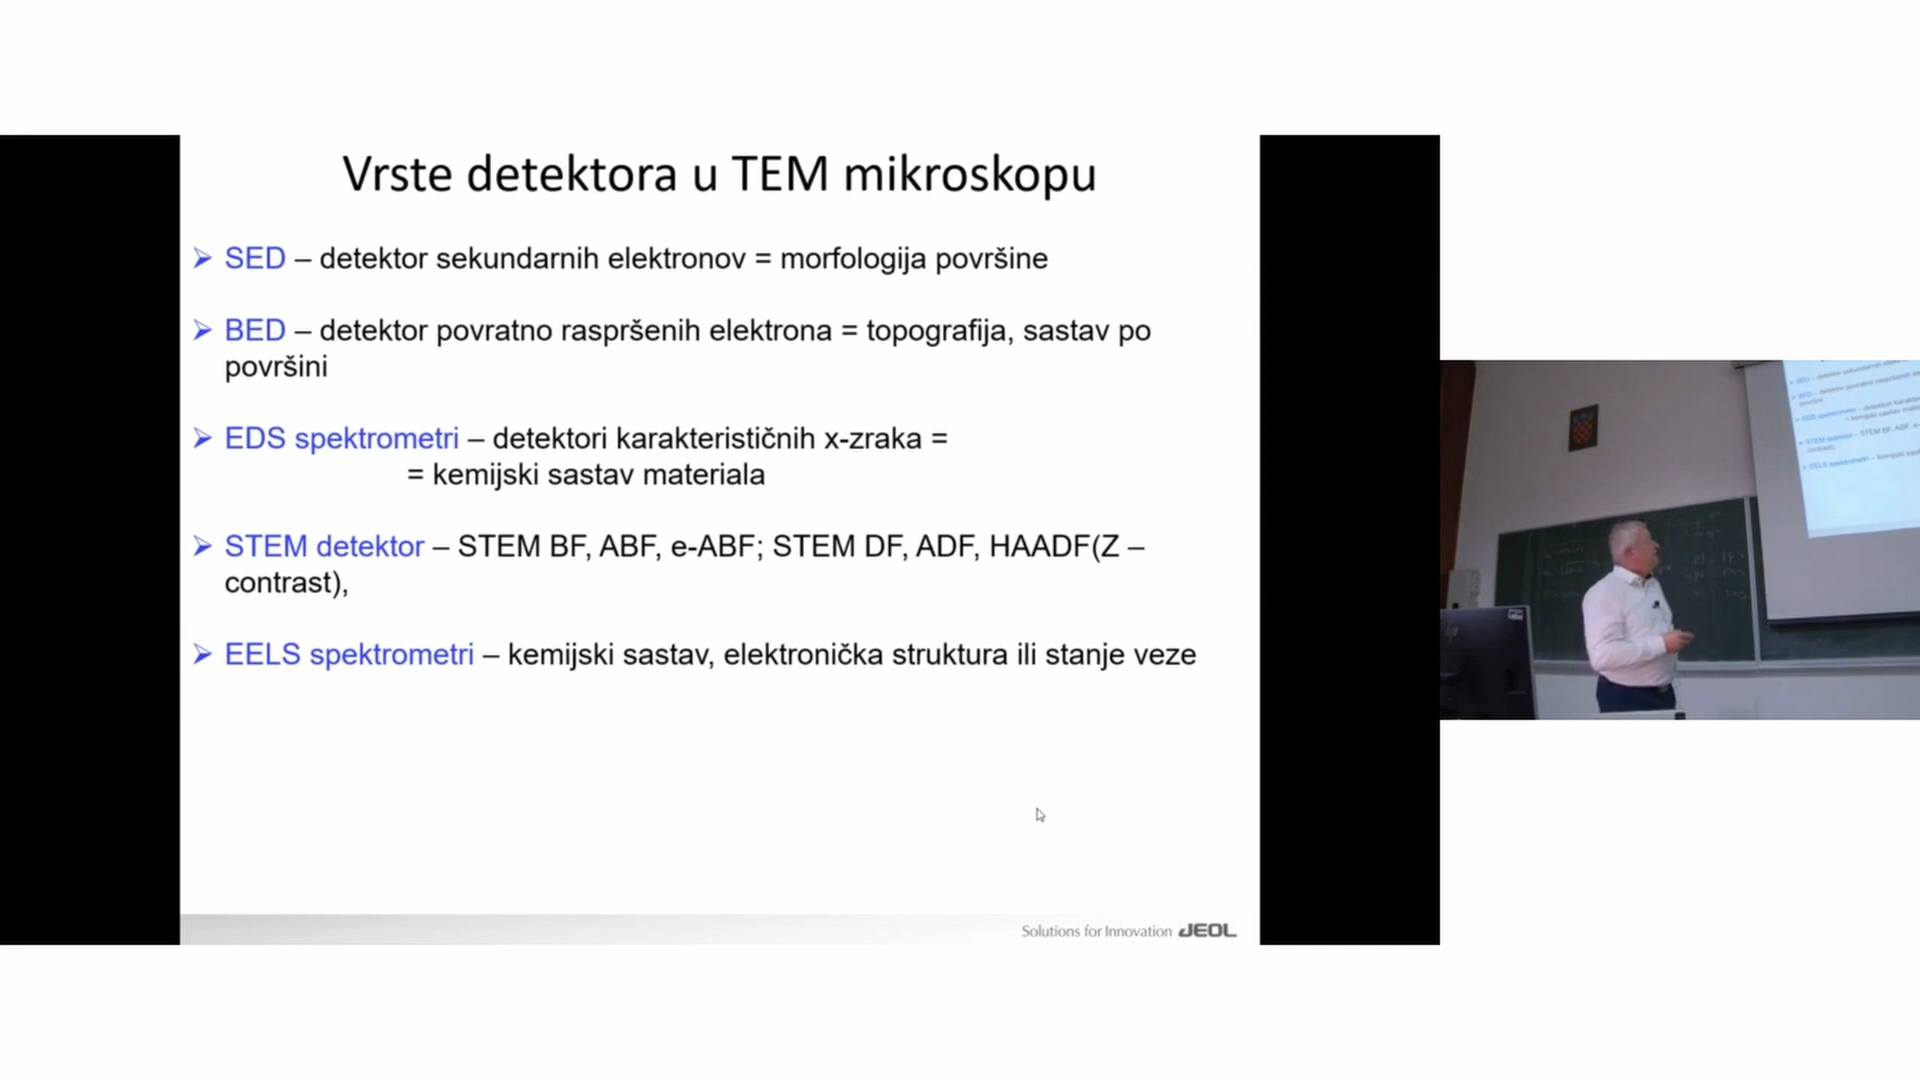 Vrste detektora u TEM mikroskopu
SED – detektor sekundarnih elektronov = morfologija površine
BED – detektor povratno raspršenih elektrona = topografija, sastav po
površini
EDS spektrometri – detektori karakterističnih x-zraka =
= kemijski sastav materiala
STEM detektor – STEM BF, ABF, e-ABF; STEM DF, ADF, HAADF(Z –
contrast),
EELS spektrometri – kemijski sastav, elektronička struktura ili stanje veze
Solutions for Innovation JEOL